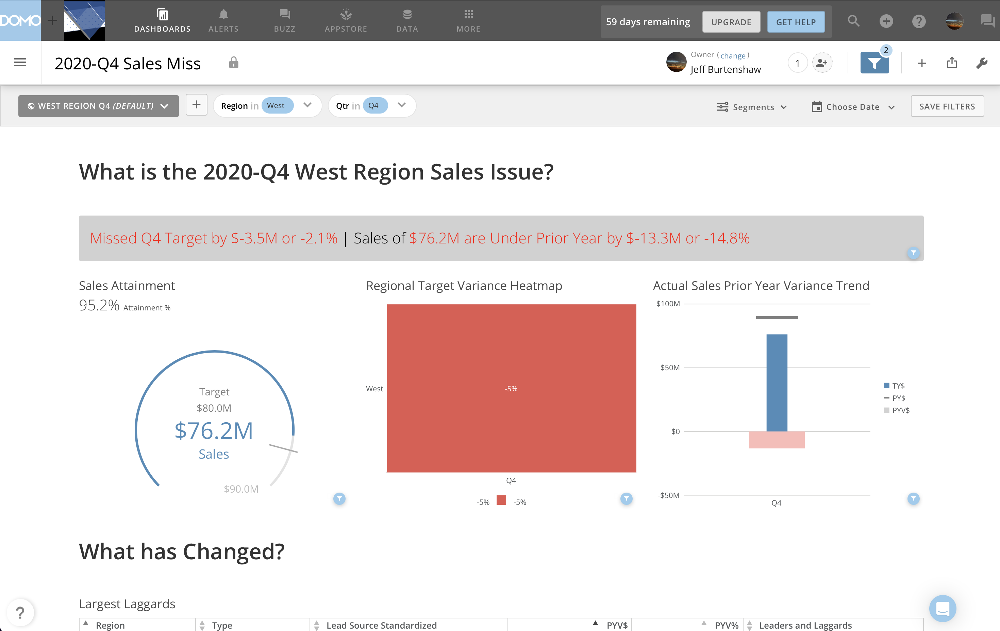 DOMO
DASHBOARDS
ALERTS
BUZZ
APPSTORE
DATA
MORE
59 days remaining
UPGRADE
GET HELP
2020-Q4 Sales Miss
Owner (change)
Jeff Burtenshaw
1
2
WEST REGION Q4 (DEFAULT)
Region in West
Qtr in Q4
Segments
Choose Date
SAVE FILTERS
What is the 2020-Q4 West Region Sales Issue?
Missed Q4 Target by $-3.5M or -2.1% | Sales of $76.2M are Under Prior Year by $-13.3M or -14.8%
Sales Attainment
95.2% Attainment %
Target
$80.0M
$76.2M
Sales
$90.0M
Regional Target Variance Heatmap
West
-5%
Q4
-5% -5%
Actual Sales Prior Year Variance Trend
$100M
$50M
$0
-$50M
Q4
TY$
PY$
PYV$
What has Changed?
Largest Laggards
Region Type Lead Source Standardized PYV$ PYV% Leaders and Laggards
?